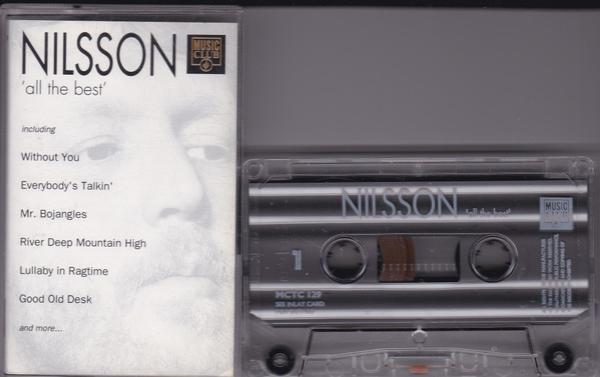 NILSSON
MUSIC
CLUB
'all the best'
including
Without You
Everybody's Talkin'
Mr. Bojangles
River Deep Mountain High
Lullaby in Ragtime
Good Old Desk
and more...
NILSSON 'all the best'
MUSIC
CLUB
1
MCTC 129
SEE INLAY CARD